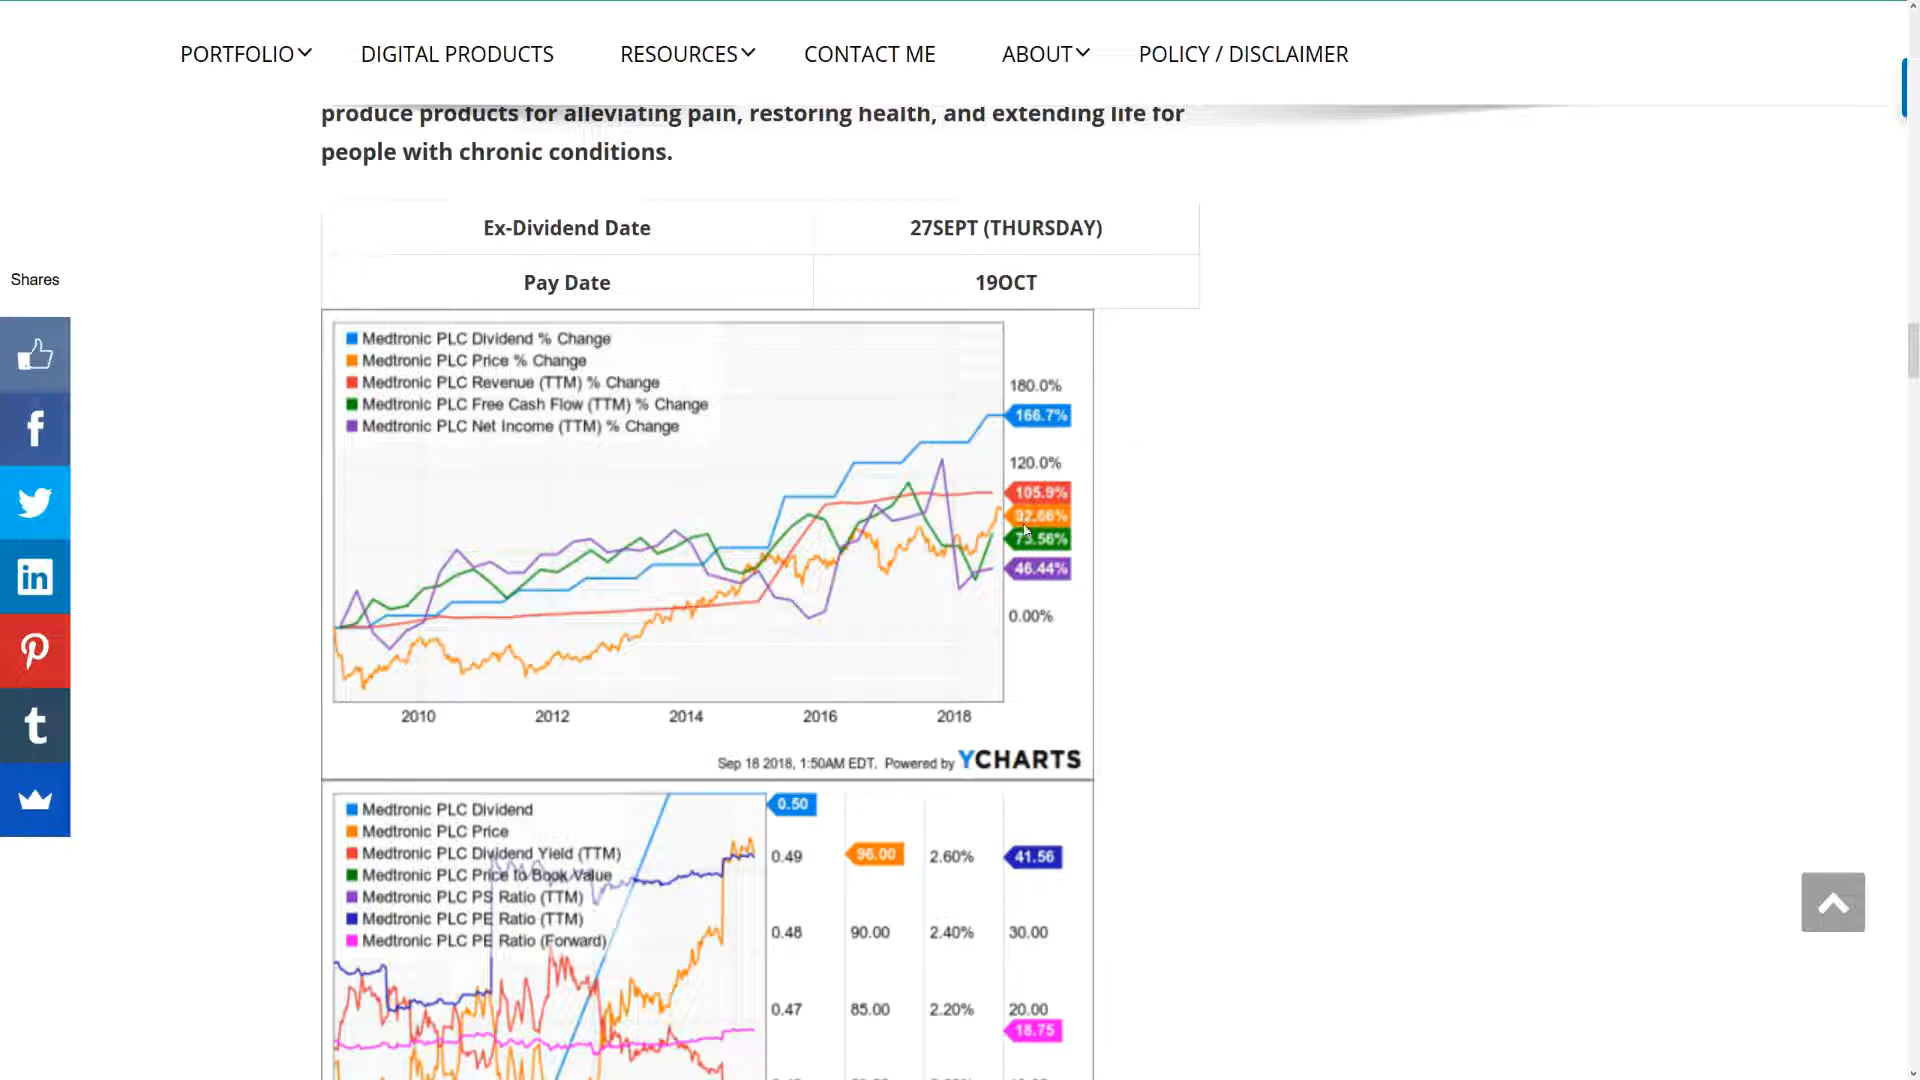 PORTFOLIO DIGITAL PRODUCTS RESOURCES CONTACT ME ABOUT POLICY / DISCLAIMER
produce products for alleviating pain, restoring health, and extending life for
people with chronic conditions.
Ex-Dividend Date 27SEPT (THURSDAY)
Pay Date 19OCT
Shares
Medtronic PLC Dividend % Change
Medtronic PLC Price % Change
Medtronic PLC Revenue (TTM) % Change
Medtronic PLC Free Cash Flow (TTM) % Change
Medtronic PLC Net Income (TTM) % Change
180.0%
166.7%
120.0%
105.9%
92.86%
73.56%
46.44%
0.00%
2010 2012 2014 2016 2018
Sep 18 2018, 1:50AM EDT. Powered by YCHARTS
Medtronic PLC Dividend
Medtronic PLC Price
Medtronic PLC Dividend Yield (TTM)
Medtronic PLC Price to Book Value
Medtronic PLC PS Ratio (TTM)
Medtronic PLC PE Ratio (TTM)
Medtronic PLC PE Ratio (Forward)
0.50
0.49 96.00 2.60% 41.56
0.48 90.00 2.40% 30.00
0.47 85.00 2.20% 20.00
18.75